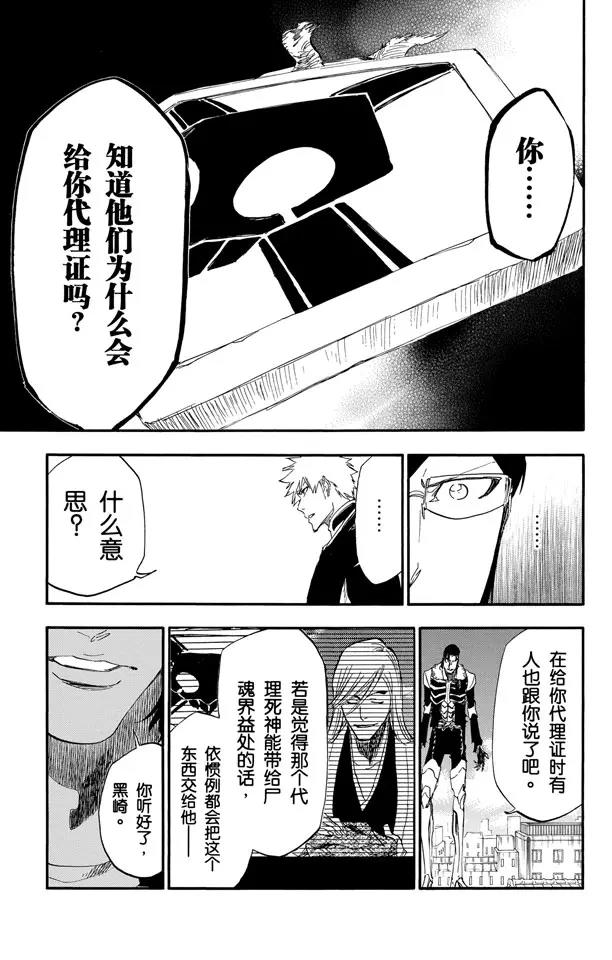 你……
知道他们为什么会
给你代理证吗？
……
什么意
思？
在给你代理证时有
人也跟你说了吧。
若是觉得那个代
理死神能带给尸
魂界益处的话，
依惯例都会把这个
东西交给他——
你听好了，
黑崎。